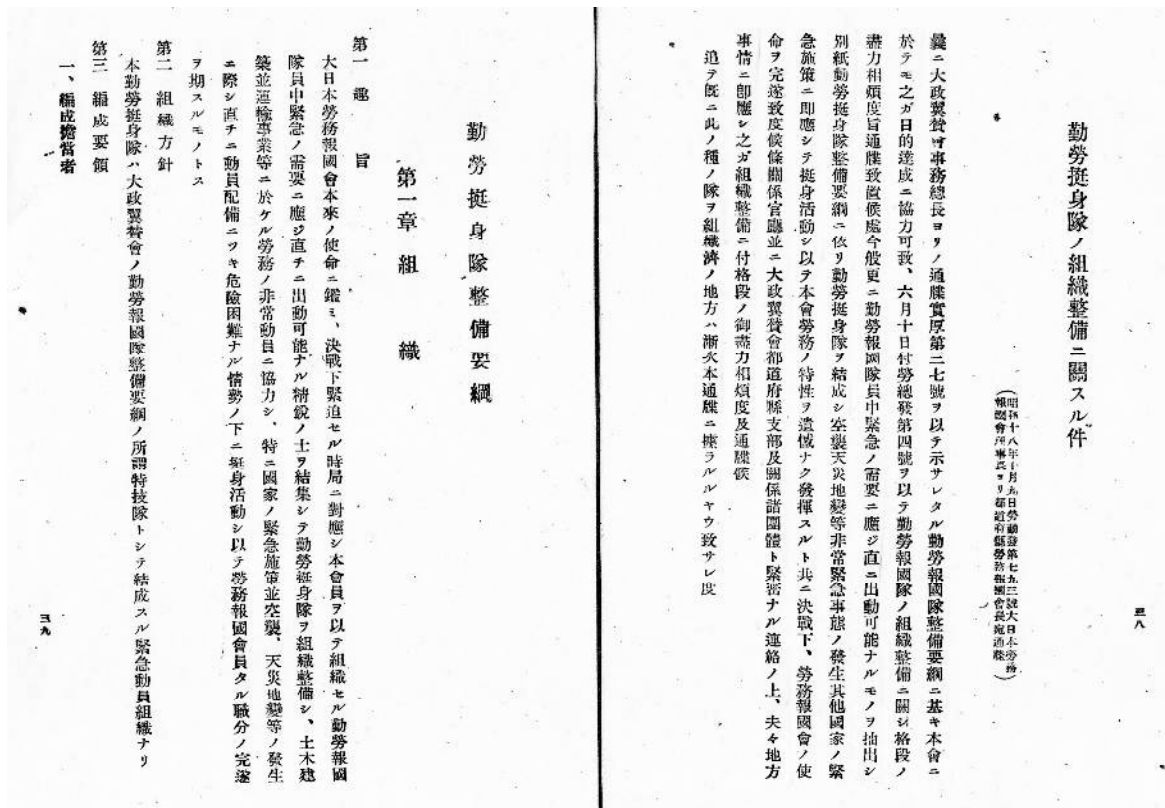 勤勞挺身隊ノ組織整備ニ關スル件
（昭和十八年十月九日勞動發第七五三號大日本勞務
報國會理事長ヨリ都道府縣勞務報國會長宛通牒）
曩ニ大政翼賛會事務總長ヨリノ通牒實厚第二七號ヲ以テ示サレタル勤勞報國隊整備要綱ニ基キ本會ニ
於テモ之ガ目的達成ニ協力可致、六月十日付勞總發第四號ヲ以テ勤勞報國隊ノ組織整備ニ關シ格段ノ
盡力相煩度旨通牒致置候處今般更ニ勤勞報國隊員中緊急ノ需要ニ應ジ直ニ出動可能ナルモノヲ抽出シ
別紙勤勞挺身隊整備要綱ニ依リ勤勞挺身隊ヲ結成シ空襲天災地變等非常緊急事態ノ發生其他國家ノ緊
急施策ニ即應シテ挺身活動シ以テ本會勞務ノ特性ヲ遺憾ナク發揮スルト共ニ決戰下、勞務報國會ノ使
命ヲ完遂致度候條關係官廳並ニ大政翼賛會都道府縣支部及關係諸團體ト緊密ナル連絡ノ上、夫々地方
事情ニ卽應シ之ガ組織整備ニ付格段ノ御盡力相煩度及通牒候
追テ既ニ此ノ種ノ隊ヲ組織濟ノ地方ハ漸次本通牒ニ據ラルルヤウ致サレ度
三八
勤勞挺身隊整備要綱
第一章 組織
第一 趣旨
大日本勞務報國會本來ノ使命ニ鑑ミ、決戰下緊迫セル時局ニ對應シ本會員ヲ以テ組織セル勤勞報國
隊員中緊急ノ需要ニ應ジ直チニ出動可能ナル精鋭ノ士ヲ結集シテ勤勞挺身隊ヲ組織整備シ、土木建
築並運輸事業等ニ於ケル勞務ノ非常動員ニ協力シ、特ニ國家ノ緊急施策並空襲、天災地變等ノ發生
ニ際シ直チニ動員配備ニツキ危險困難ナル情勢ノ下ニ挺身活動シ以テ勞務報國會員タル職分ノ完遂
ヲ期スルモノトス
第二 組織方針
本勤勞挺身隊ハ大政翼賛會ノ勤勞報國隊整備要綱ノ所謂特技隊トシテ結成スル緊急動員組織ナリ
第三 編成要領
一、編成擔當者
三九